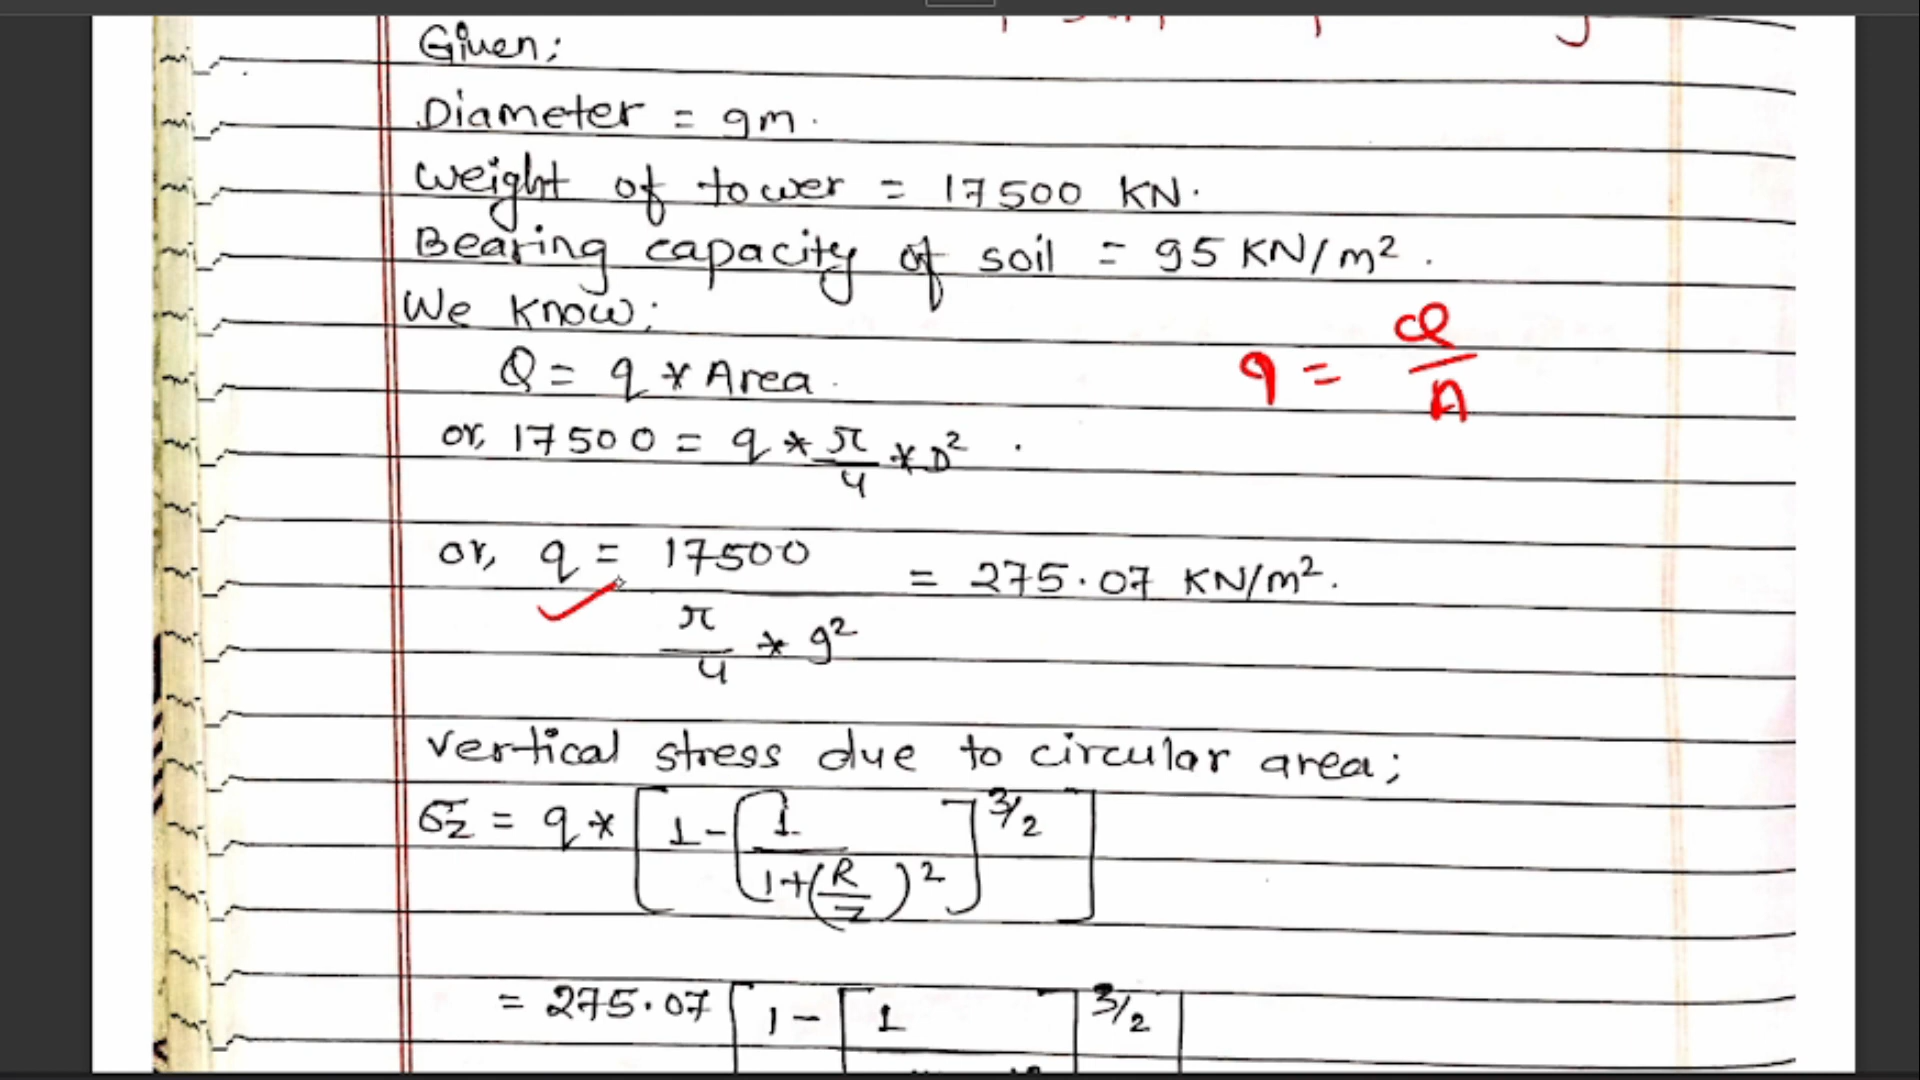 Given;
Diameter = 9m.
Weight of tower = 17500 KN.
Bearing capacity of soil = 95 KN/m².
We know;
Q = q * Area.
q = Q/A
or, 17500 = q * π/4 * D².
or, q = 17500 / (π/4 * 9²) = 275.07 KN/m².
vertical stress due to circular area;
σz = q * [1 - [1/(1+(R/z)²]^3/2]
= 275.07 [1 - [1 ]^3/2]